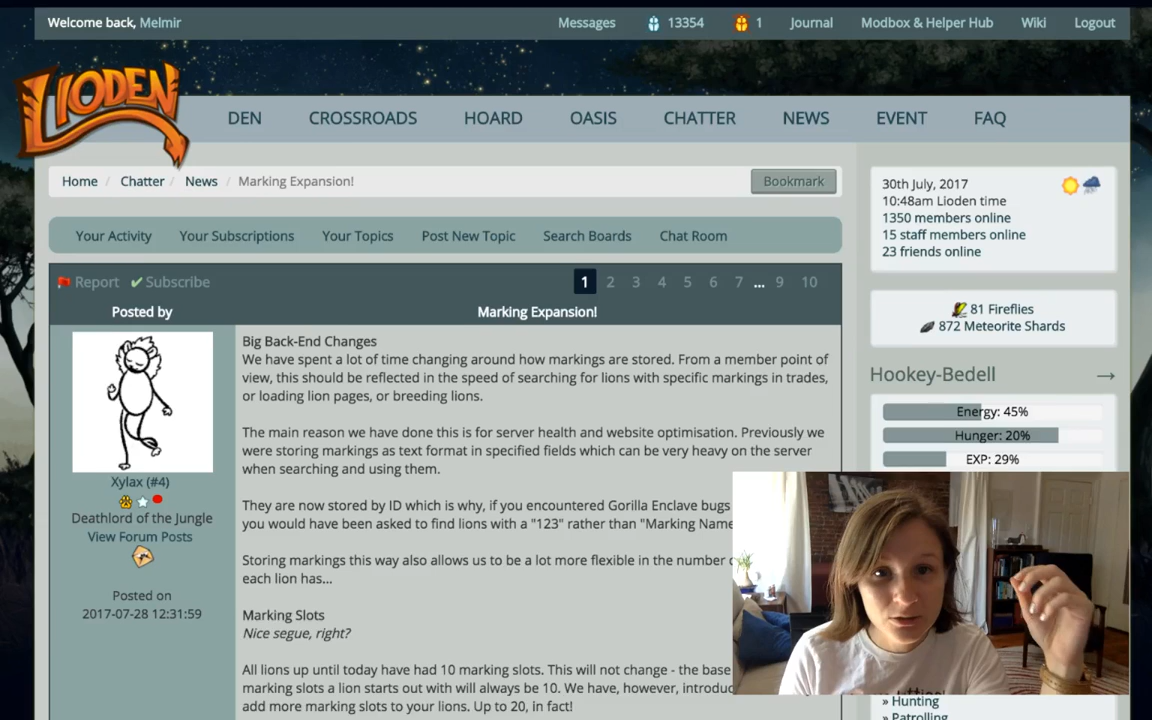 Welcome back, Melmir
Messages 13354 1 Journal Modbox & Helper Hub Wiki Logout
LIODEN
DEN CROSSROADS HOARD OASIS CHATTER NEWS EVENT FAQ
Home / Chatter / News / Marking Expansion!
Bookmark
Your Activity Your Subscriptions Your Topics Post New Topic Search Boards Chat Room
Report Subscribe
1 2 3 4 5 6 7 ... 9 10
Posted by
Marking Expansion!
Xylax (#4)
Deathlord of the Jungle
View Forum Posts
Posted on
2017-07-28 12:31:59
Big Back-End Changes
We have spent a lot of time changing around how markings are stored. From a member point of
view, this should be reflected in the speed of searching for lions with specific markings in trades,
or loading lion pages, or breeding lions.
The main reason we have done this is for server health and website optimisation. Previously we
were storing markings as text format in specified fields which can be very heavy on the server
when searching and using them.
They are now stored by ID which is why, if you encountered Gorilla Enclave bugs
you would have been asked to find lions with a "123" rather than "Marking Name
Storing markings this way also allows us to be a lot more flexible in the number
each lion has...
Marking Slots
Nice segue, right?
All lions up until today have had 10 marking slots. This will not change - the base
marking slots a lion starts out with will always be 10. We have, however,
add more marking slots to your lions. Up to 20, in fact!
30th July, 2017
10:48am Lioden time
1350 members online
15 staff members online
23 friends online
81 Fireflies
872 Meteorite Shards
Hookey-Bedell →
Energy: 45%
Hunger: 20%
EXP: 29%
» Hunting
» Patrolling